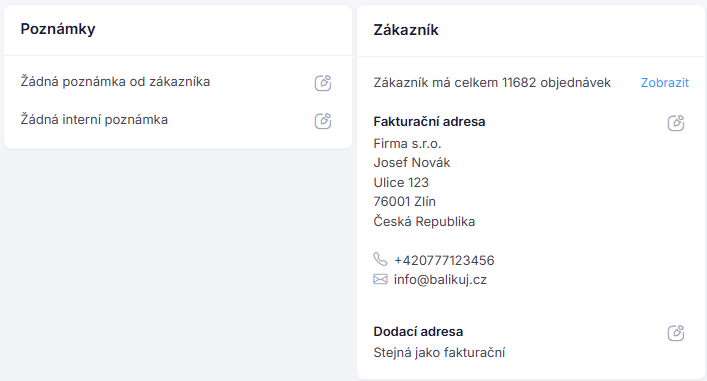 Poznámky
Žádná poznámka od zákazníka
Žádná interní poznámka
Zákazník
Zákazník má celkem 11682 objednávek Zobrazit
Fakturační adresa
Firma s.r.o.
Josef Novák
Ulice 123
76001 Zlín
Česká Republika
+420777123456
info@balikuj.cz
Dodací adresa
Stejná jako fakturační